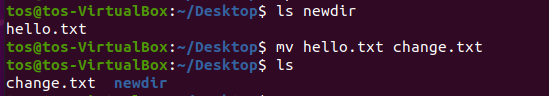 tos@tos-VirtualBox:~/Desktop$ ls newdir
hello.txt
tos@tos-VirtualBox:~/Desktop$ mv hello.txt change.txt
tos@tos-VirtualBox:~/Desktop$ ls
change.txt  newdir